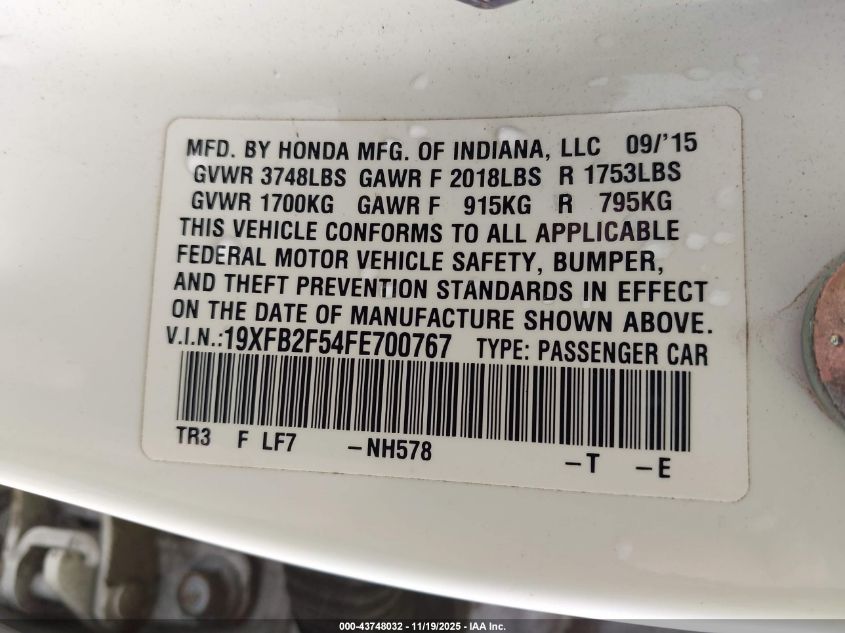 MFD. BY HONDA MFG. OF INDIANA, LLC 09/'15
GVWR 3748LBS GAWR F 2018LBS R 1753LBS
GVWR 1700KG GAWR F 915KG R 795KG
THIS VEHICLE CONFORMS TO ALL APPLICABLE
FEDERAL MOTOR VEHICLE SAFETY, BUMPER,
AND THEFT PREVENTION STANDARDS IN EFFECT
ON THE DATE OF MANUFACTURE SHOWN ABOVE.
V.I.N.:19XFB2F54FE700767 TYPE: PASSENGER CAR
TR3 F LF7 -NH578 -T -E
000-43748032 - 11/19/2025 - IAA Inc.